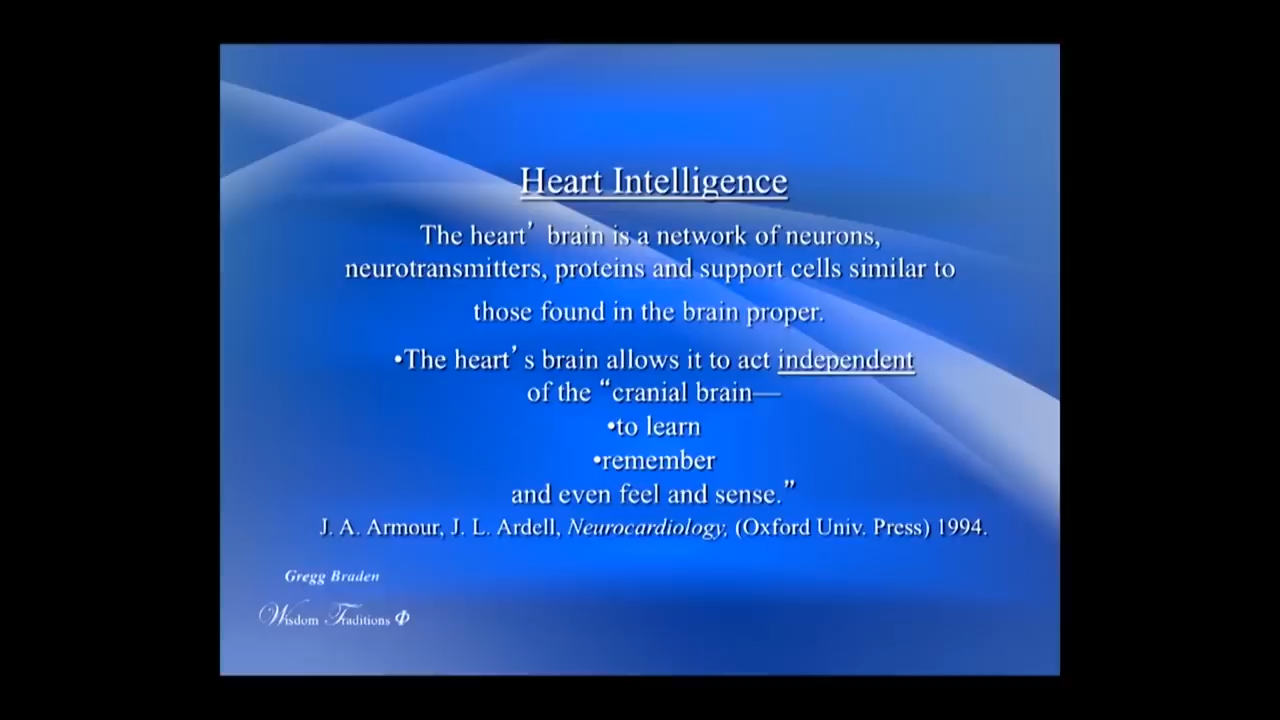 Heart Intelligence
The heart’ brain is a network of neurons,
neurotransmitters, proteins and support cells similar to
those found in the brain proper.
•The heart’s brain allows it to act independent
of the “cranial brain—
•to learn
•remember
and even feel and sense.”
J. A. Armour, J. L. Ardell, Neurocardiology, (Oxford Univ. Press) 1994.
Gregg Braden
Wisdom Traditions Φ